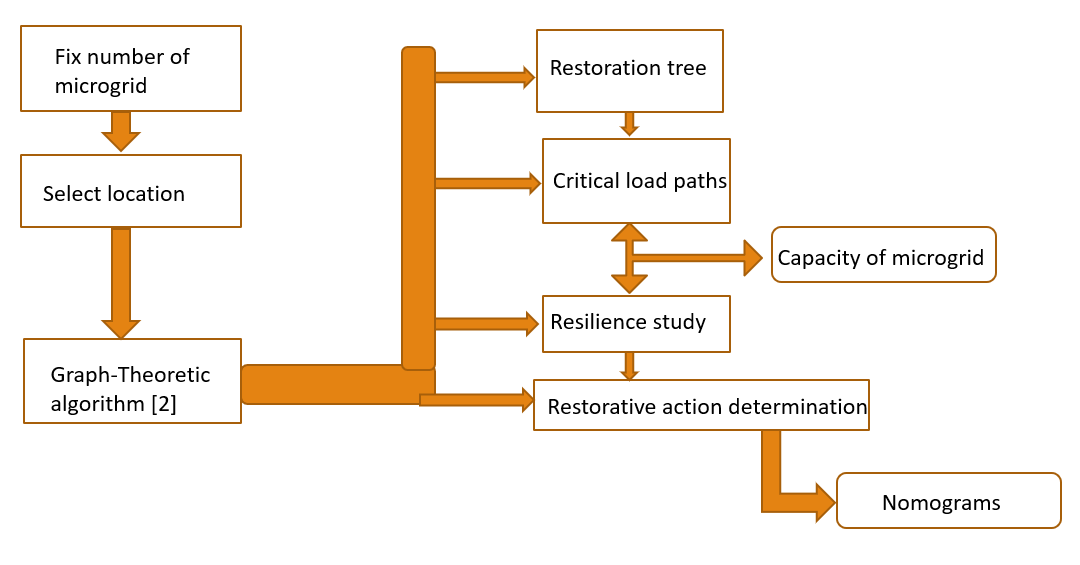 Fix number of
microgrid
Select location
Graph-Theoretic
algorithm [2]
Restoration tree
Critical load paths
Capacity of microgrid
Resilience study
Restorative action determination
Nomograms